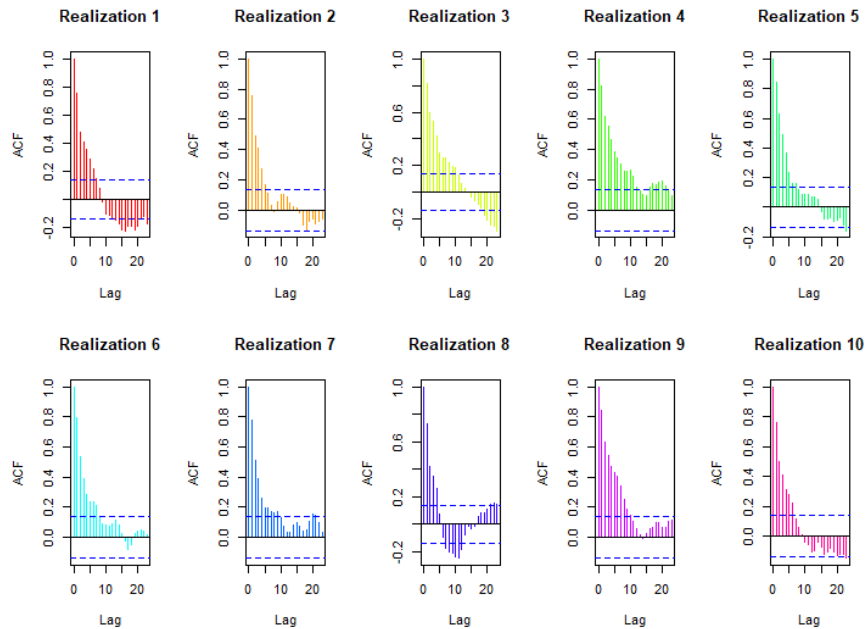 Realization 1
ACF
-0.2 0.2 0.4 0.6 0.8 1.0
0 10 20
Lag
Realization 2
ACF
0.0 0.2 0.4 0.6 0.8 1.0
0 10 20
Lag
Realization 3
ACF
-0.2 0.2 0.6 1.0
0 10 20
Lag
Realization 4
ACF
0.0 0.2 0.4 0.6 0.8 1.0
0 10 20
Lag
Realization 5
ACF
-0.2 0.2 0.4 0.6 0.8 1.0
0 10 20
Lag
Realization 6
ACF
0.0 0.2 0.4 0.6 0.8 1.0
0 10 20
Lag
Realization 7
ACF
0.0 0.2 0.4 0.6 0.8 1.0
0 10 20
Lag
Realization 8
ACF
-0.2 0.2 0.6 1.0
0 10 20
Lag
Realization 9
ACF
0.0 0.2 0.4 0.6 0.8 1.0
0 10 20
Lag
Realization 10
ACF
0.0 0.2 0.4 0.6 0.8 1.0
0 10 20
Lag